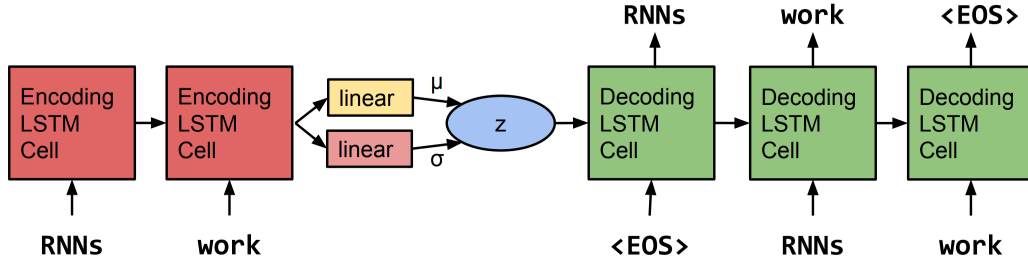 RNNs work <EOS>
Encoding LSTM Cell
Encoding LSTM Cell
linear
μ
linear
σ
z
Decoding LSTM Cell
Decoding LSTM Cell
Decoding LSTM Cell
RNNs work <EOS> RNNs work